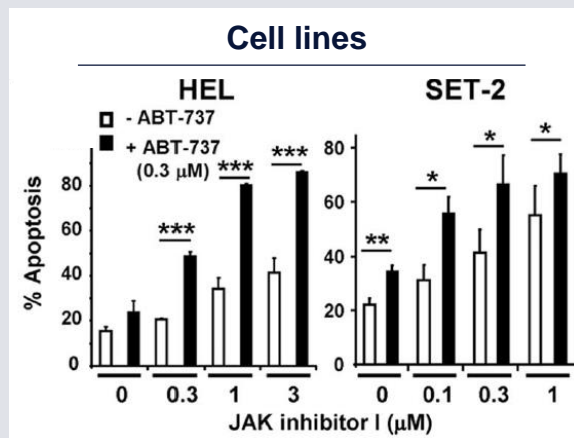 Cell lines
HEL
SET-2
- ABT-737
+ ABT-737
(0.3 μM)
*** *** ***
** * * *
% Apoptosis
80
60
40
20
0
80
60
40
20
0
0 0.3 1 3
0 0.1 0.3 1
JAK inhibitor I (μM)